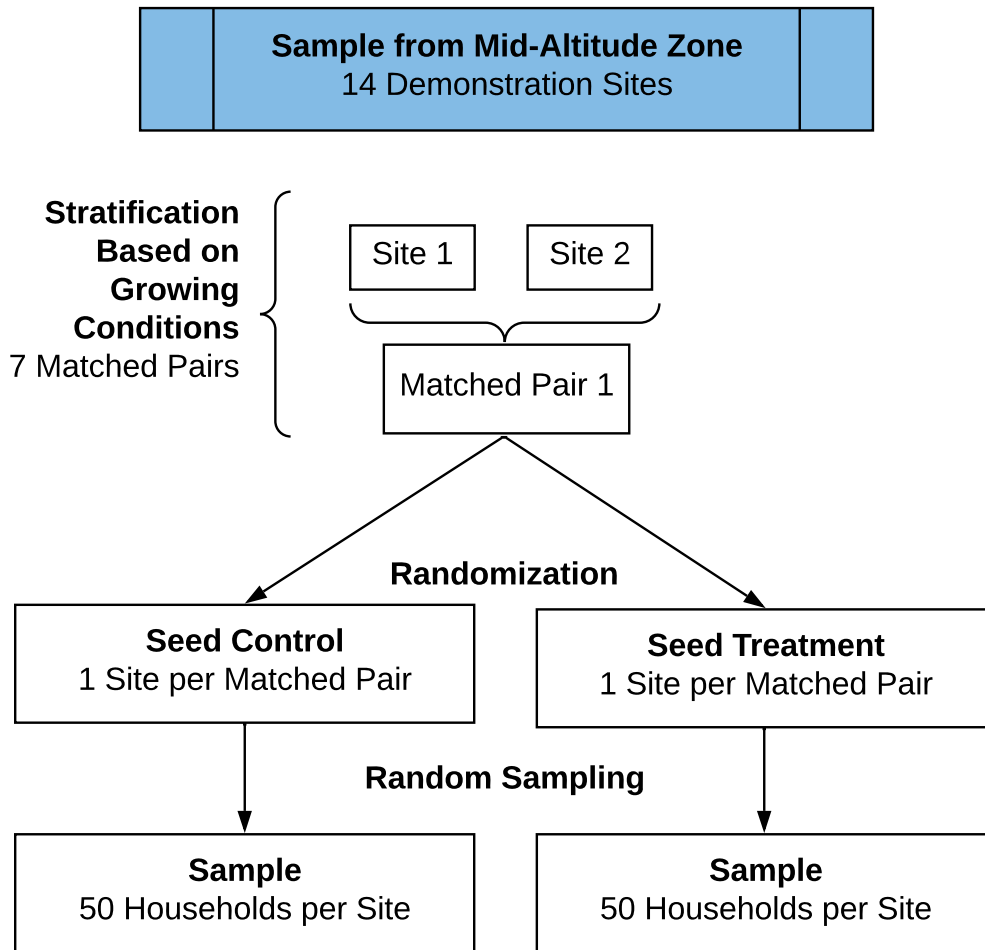 Sample from Mid-Altitude Zone
14 Demonstration Sites
Stratification
Based on
Growing
Conditions
7 Matched Pairs
Site 1
Site 2
Matched Pair 1
Randomization
Seed Control
1 Site per Matched Pair
Seed Treatment
1 Site per Matched Pair
Random Sampling
Sample
50 Households per Site
Sample
50 Households per Site